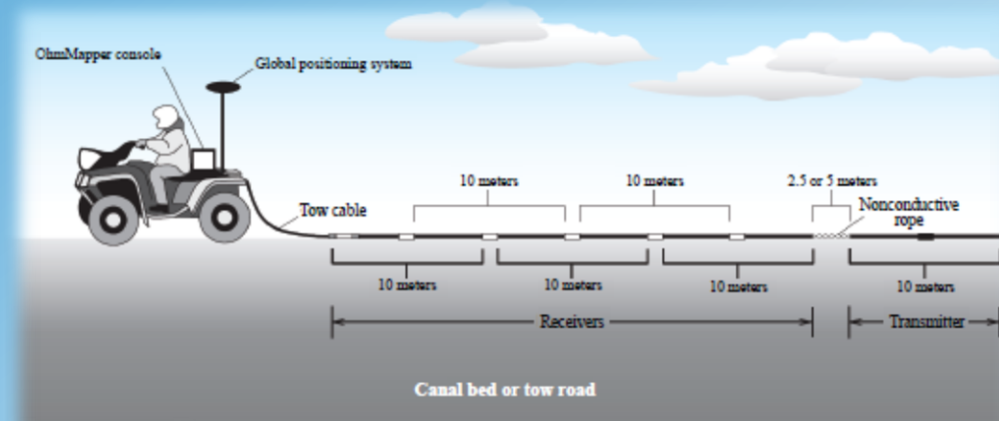 OhmMapper console
Global positioning system
10 meters
10 meters
2.5 or 5 meters
Tow cable
Nonconductive
rope
10 meters
10 meters
10 meters
10 meters
Receivers
Transmitter
Canal bed or tow road